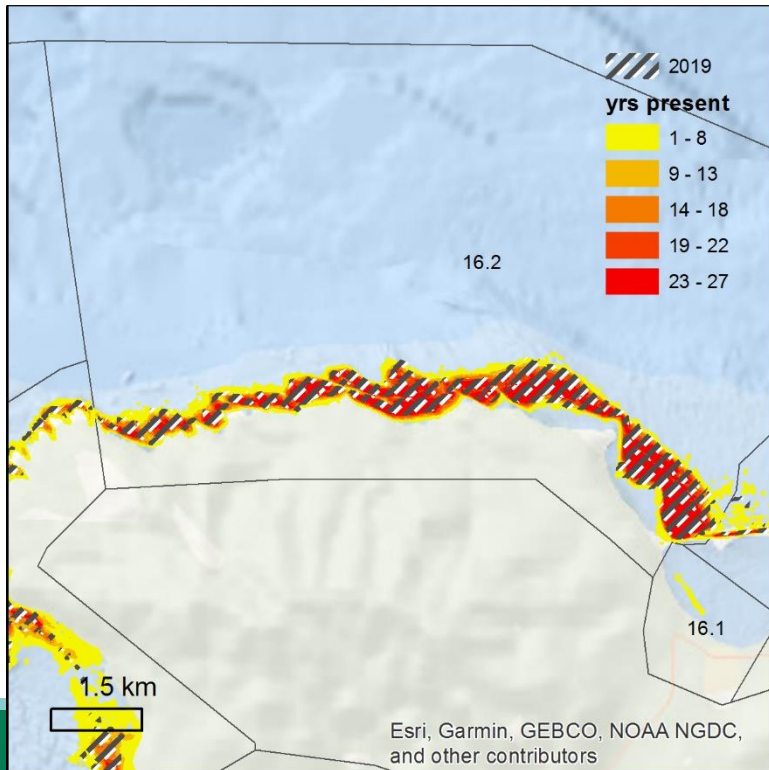 2019
yrs present
1 - 8
9 - 13
14 - 18
19 - 22
23 - 27
16.2
16.1
1.5 km
Esri, Garmin, GEBCO, NOAA NGDC,
and other contributors